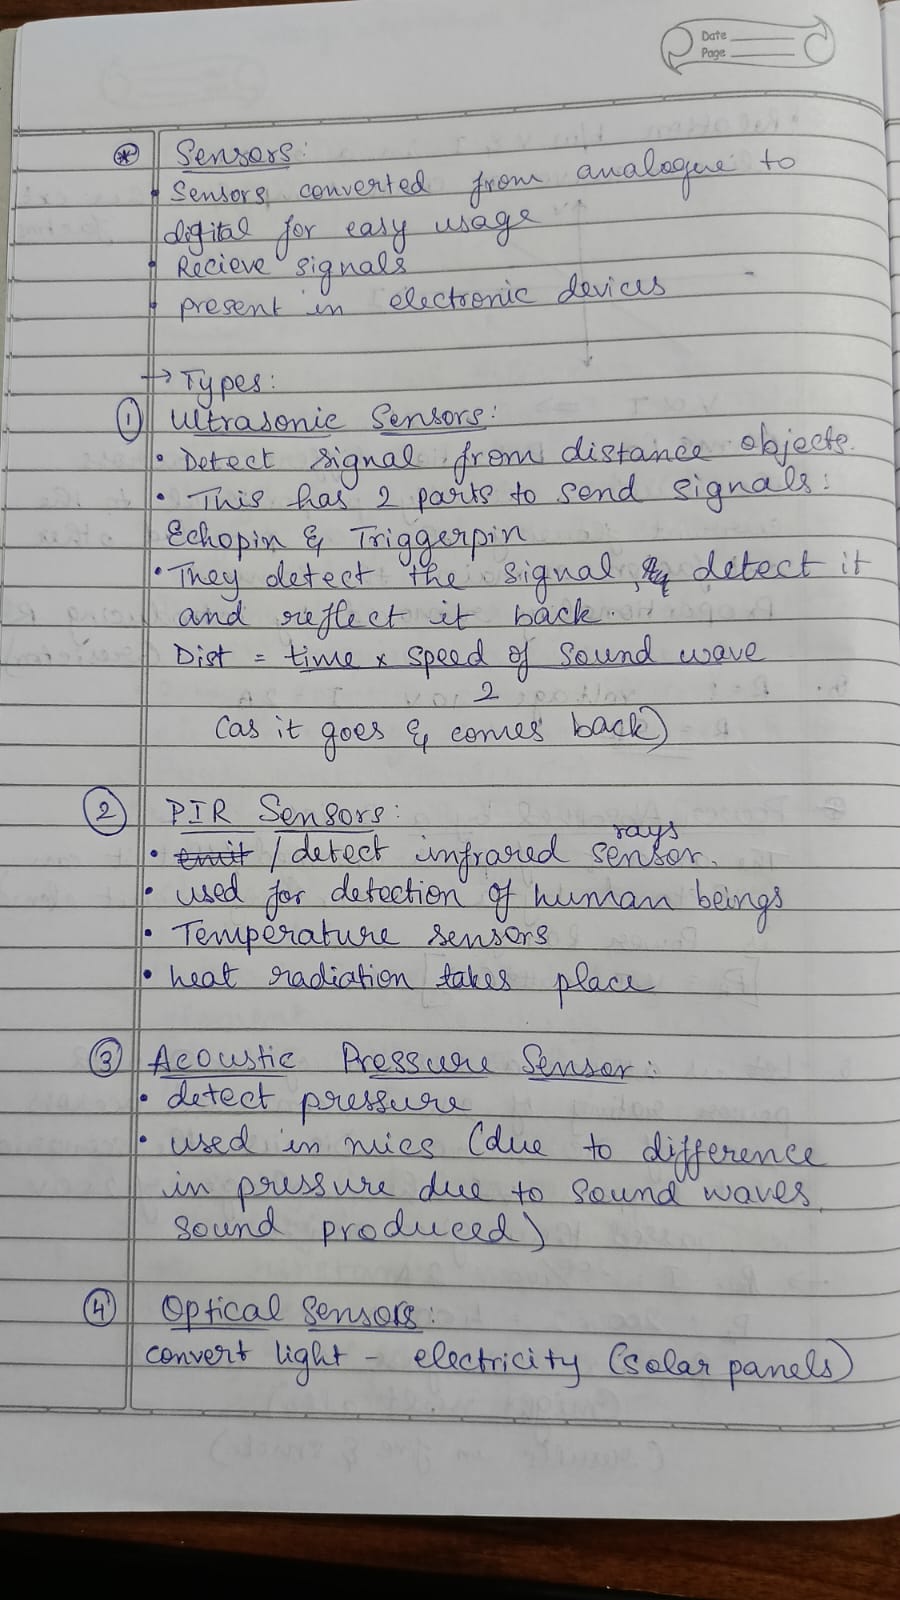 Date
Page
* Sensors:
• Sensors converted from analogue to
digital for easy usage
• Recieve signals
• present in electronic devices
→ Types:
① Ultrasonic Sensors:
• Detect signal from distance objects.
• This has 2 parts to send signals:
Echopin & Triggerpin
• They detect the signal, detect it
and reflect it back.
Dist = time × speed of sound wave
2
(as it goes & comes back)
② PIR Sensors:
rays
• emit / detect infrared sensor.
• used for detection of human beings
• Temperature sensors
• heat radiation takes place
③ Acoustic Pressure Sensor:
• detect pressure
• used in mics (due to difference
in pressure due to sound waves,
sound produced)
④ Optical Sensors:
convert light - electricity (solar panels)